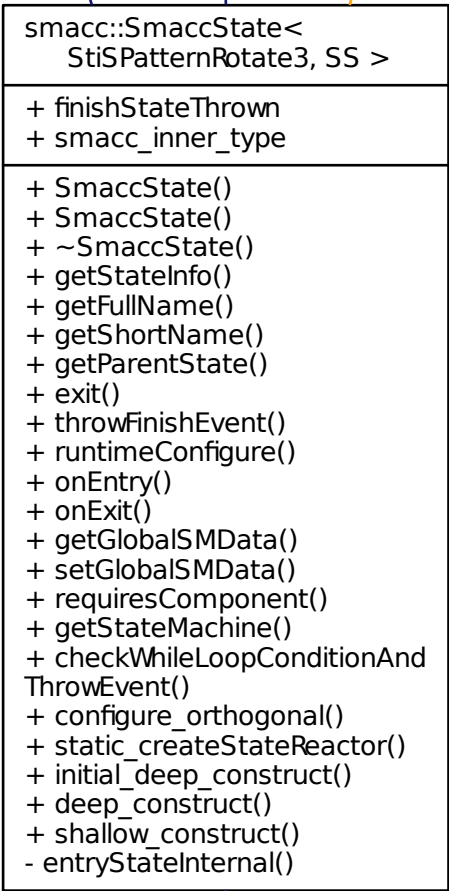 smacc::SmaccState<
StiSPatternRotate3, SS >
+ finishStateThrown
+ smacc_inner_type
+ SmaccState()
+ SmaccState()
+ ~SmaccState()
+ getStateInfo()
+ getFullName()
+ getShortName()
+ getParentState()
+ exit()
+ throwFinishEvent()
+ runtimeConfigure()
+ onEntry()
+ onExit()
+ getGlobalSMData()
+ setGlobalSMData()
+ requiresComponent()
+ getStateMachine()
+ checkWhileLoopConditionAnd
ThrowEvent()
+ configure_orthogonal()
+ static_createStateReactor()
+ initial_deep_construct()
+ deep_construct()
+ shallow_construct()
- entryStateInternal()